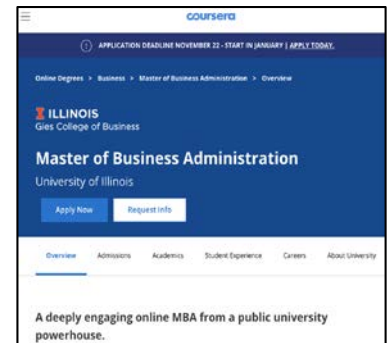 coursera
APPLICATION DEADLINE NOVEMBER 22 - START IN JANUARY | APPLY TODAY.
Online Degrees > Business > Master of Business Administration > Overview
I ILLINOIS
Gies College of Business
Master of Business Administration
University of Illinois
Apply Now Request Info
Overview Admissions Academics Student Experience Careers About University
A deeply engaging online MBA from a public university
powerhouse.